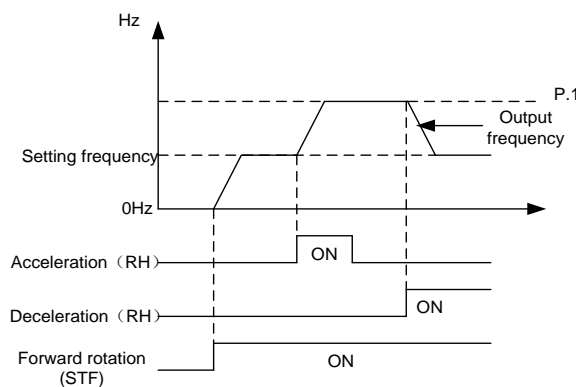 Hz
P.1
Output
frequency
Setting frequency
0Hz
Acceleration（RH）
ON
Deceleration（RH）
ON
Forward rotation
(STF)
ON